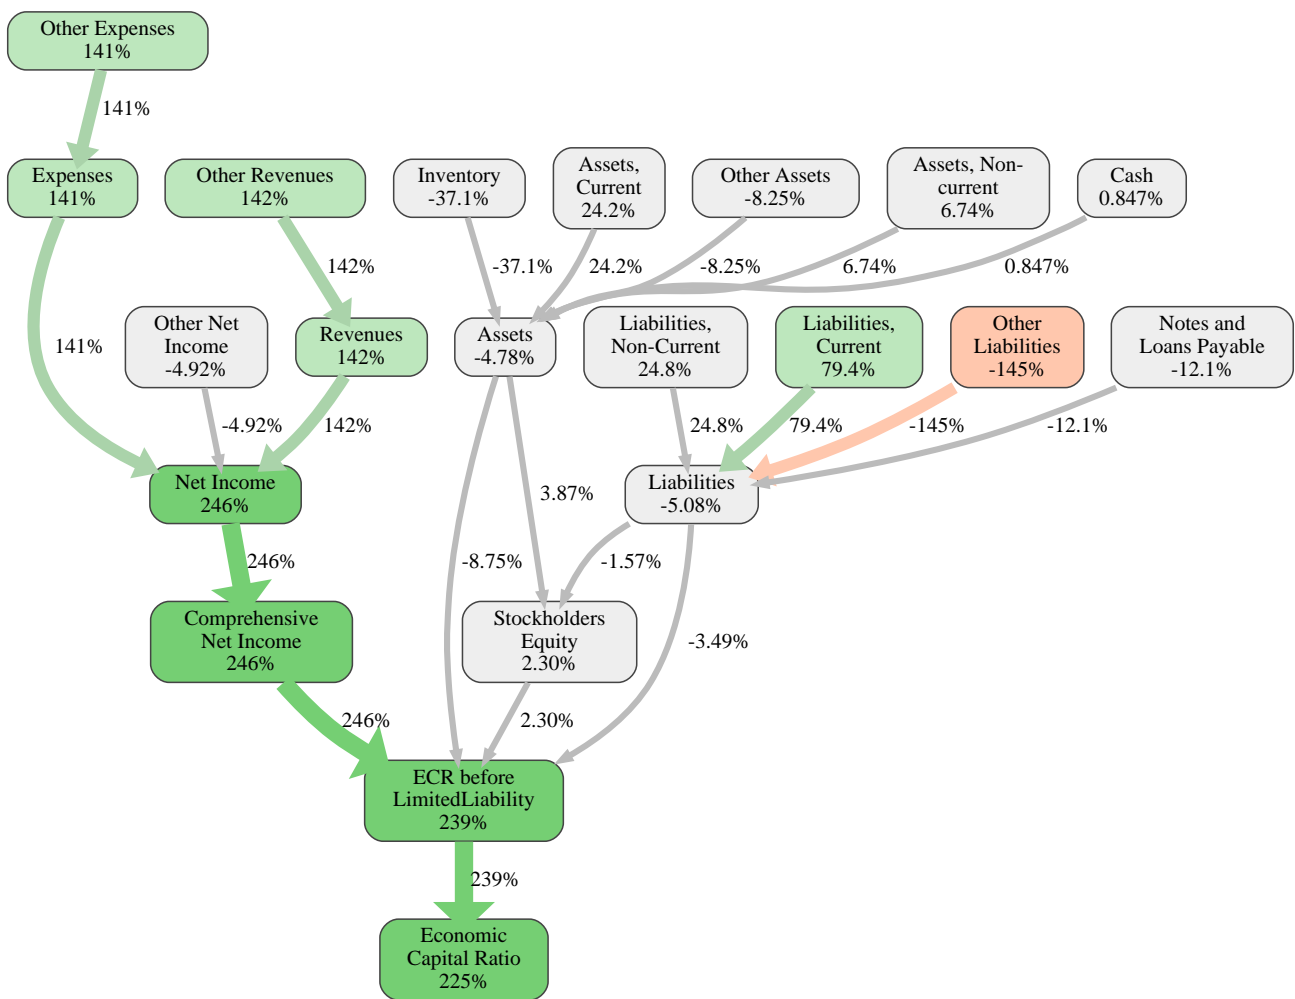 Other Expenses
141%
141%
Expenses
141%
Other Revenues
142%
Inventory
-37.1%
Assets,
Current
24.2%
Other Assets
-8.25%
Assets, Non-
current
6.74%
Cash
0.847%
142%
-37.1%
24.2%
-8.25%
6.74%
0.847%
141%
Other Net
Income
-4.92%
Revenues
142%
Assets
-4.78%
Liabilities,
Non-Current
24.8%
Liabilities,
Current
79.4%
Other
Liabilities
-145%
Notes and
Loans Payable
-12.1%
-4.92%
142%
24.8%
79.4%
-145%
-12.1%
Net Income
246%
3.87%
Liabilities
-5.08%
246%
-8.75%
-1.57%
Comprehensive
Net Income
246%
Stockholders
Equity
2.30%
-3.49%
246%
2.30%
ECR before
LimitedLiability
239%
239%
Economic
Capital Ratio
225%